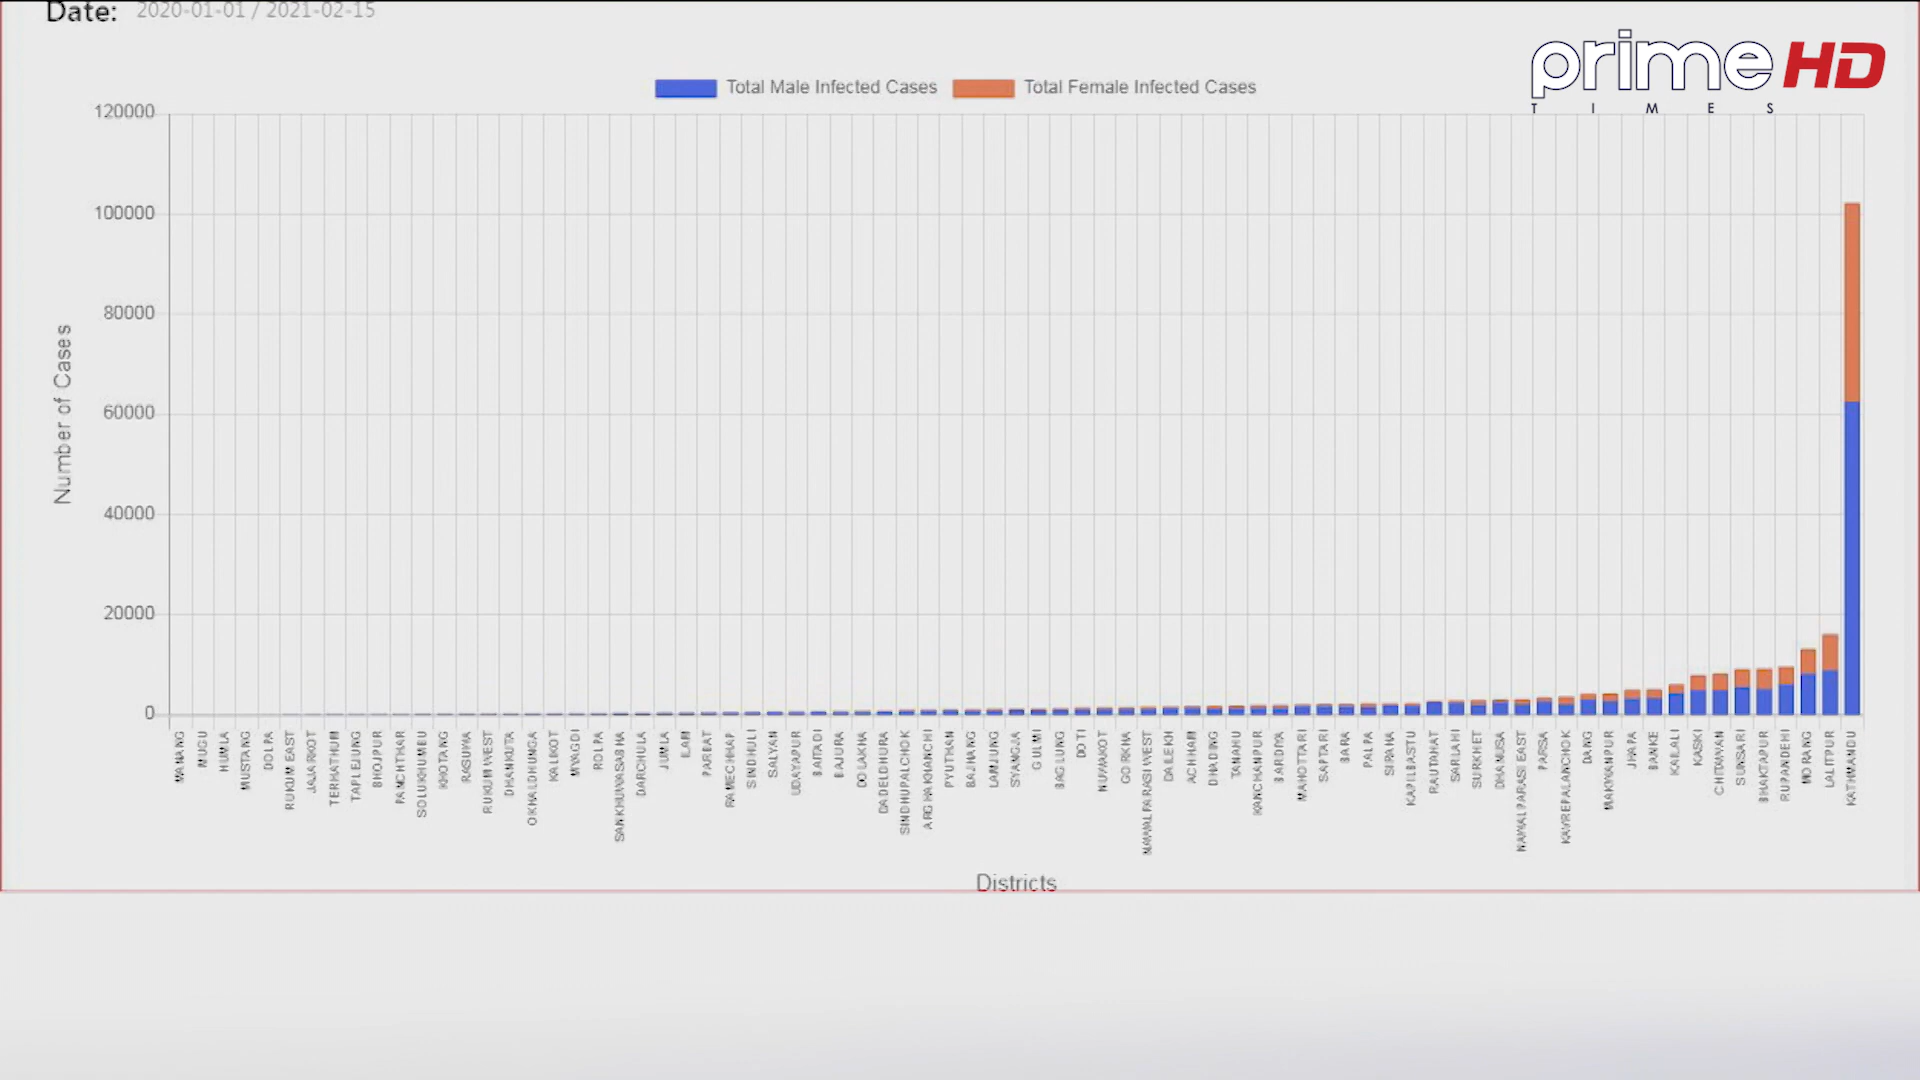 Date: 2020-01-01 / 2021-02-15
prime HD
TIMES
Total Male Infected Cases
Total Female Infected Cases
120000
100000
80000
60000
40000
20000
0
Number of Cases
MANANG
MUGU
HUMLA
MUSTANG
DOLPA
RUKUM EAST
JAJARKOT
TERHATHUM
TAPLEJUNG
BHOJPUR
PANCHTHAR
SOLUKHUMBU
KHOTANG
RASUWA
RUKUM WEST
DHANKUTA
OKHALDHUNGA
KALIKOT
MYAGDI
ROLPA
SANKHUWASABHA
DARCHULA
JUMLA
ILAM
PARBAT
RAMECHHAP
SINDHULI
SALYAN
UDAYAPUR
BAITADI
BAJURA
DOLAKHA
DADELDHURA
SINDHUPALCHOK
ARGHAKHANCHI
PYUTHAN
BAJHANG
LAMJUNG
SYANGJA
GULMI
BAGLUNG
DOTI
NUWAKOT
GORKHA
NAWALPARASI WEST
DAILEKH
ACHHAM
DHADING
TANAHU
KANCHANPUR
BARDIYA
MAHOTTARI
SAPTARI
BARA
PALPA
SIRAHA
KAPILBASTU
RAUTAHAT
SARLAHI
SURKHET
DHANUSA
NAWALPARASI EAST
PARSA
KAVREPALANCHOK
DANG
MAKWANPUR
JHAPA
BANKE
KAILALI
KASKI
CHITAWAN
SUNSARI
BHAKTAPUR
RUPANDEHI
MORANG
LALITPUR
KATHMANDU
Districts